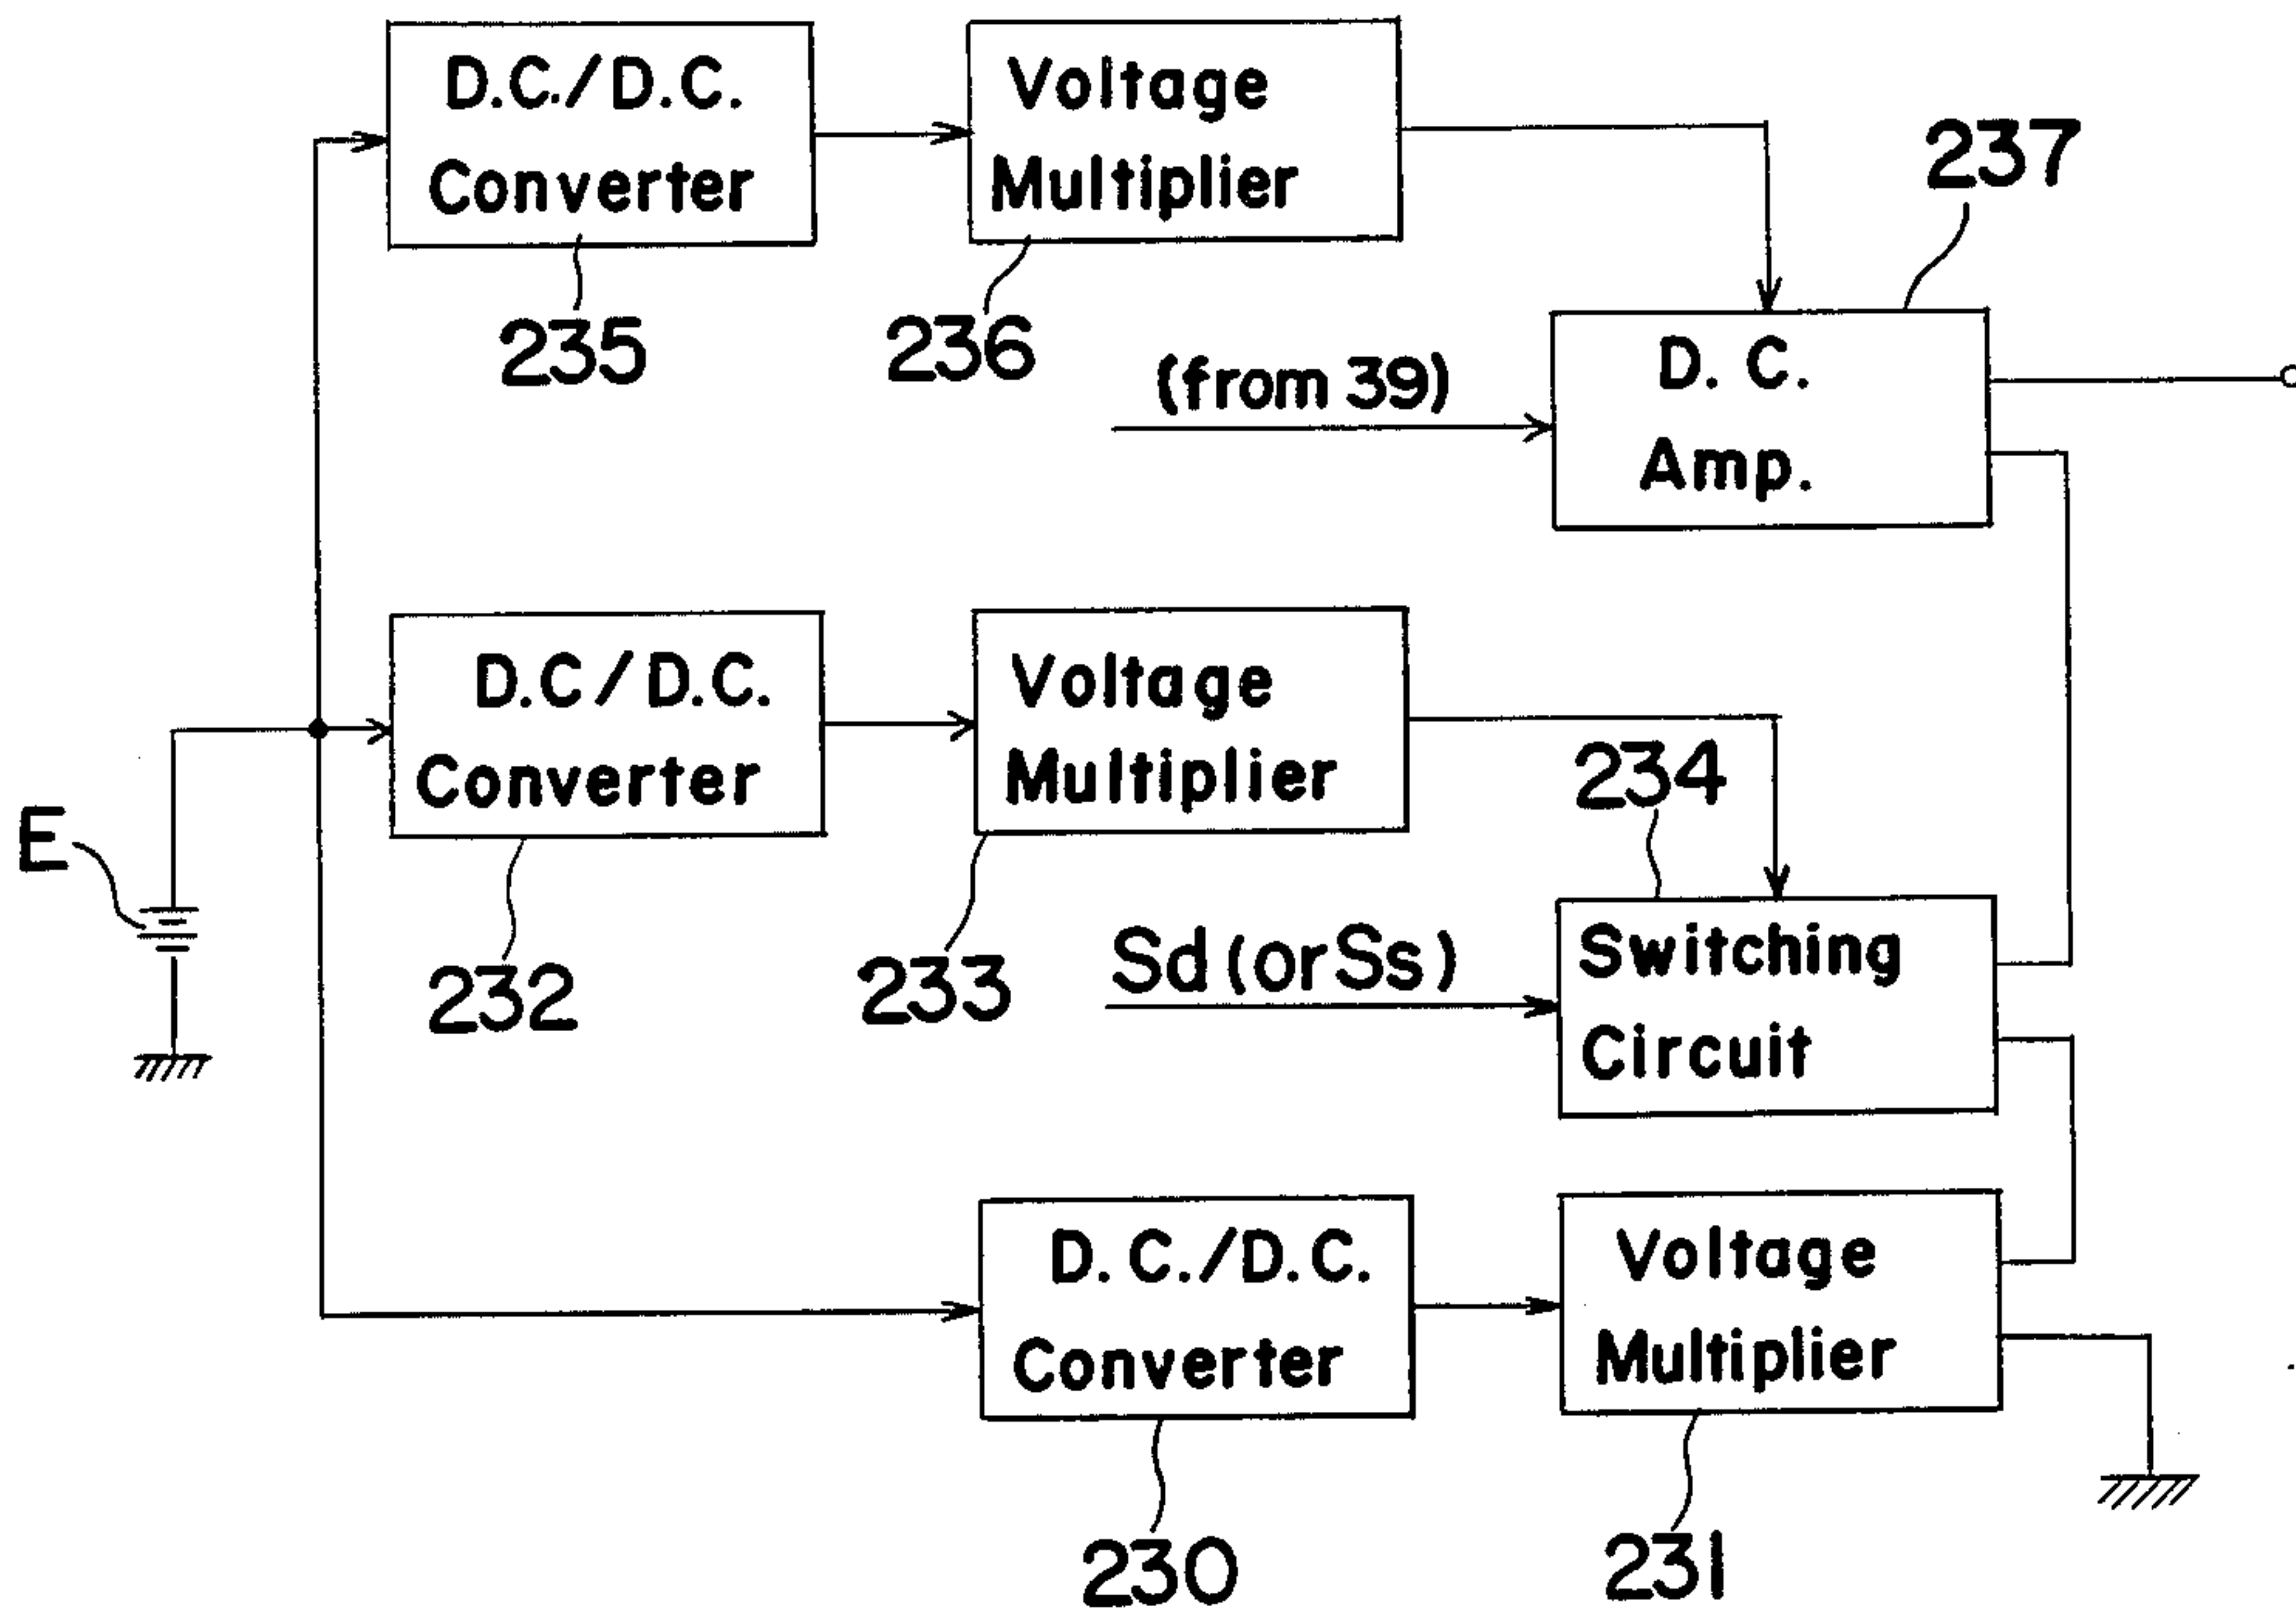 D.C./D.C.
Converter
235
Voltage
Multiplier
236
237
(from 39)
D. C.
Amp.
E
D.C/D.C.
Converter
232
Voltage
Multiplier
233
234
Sd(orSs)
Switching
Circuit
D. C./D.C.
Converter
230
Voltage
Multiplier
231